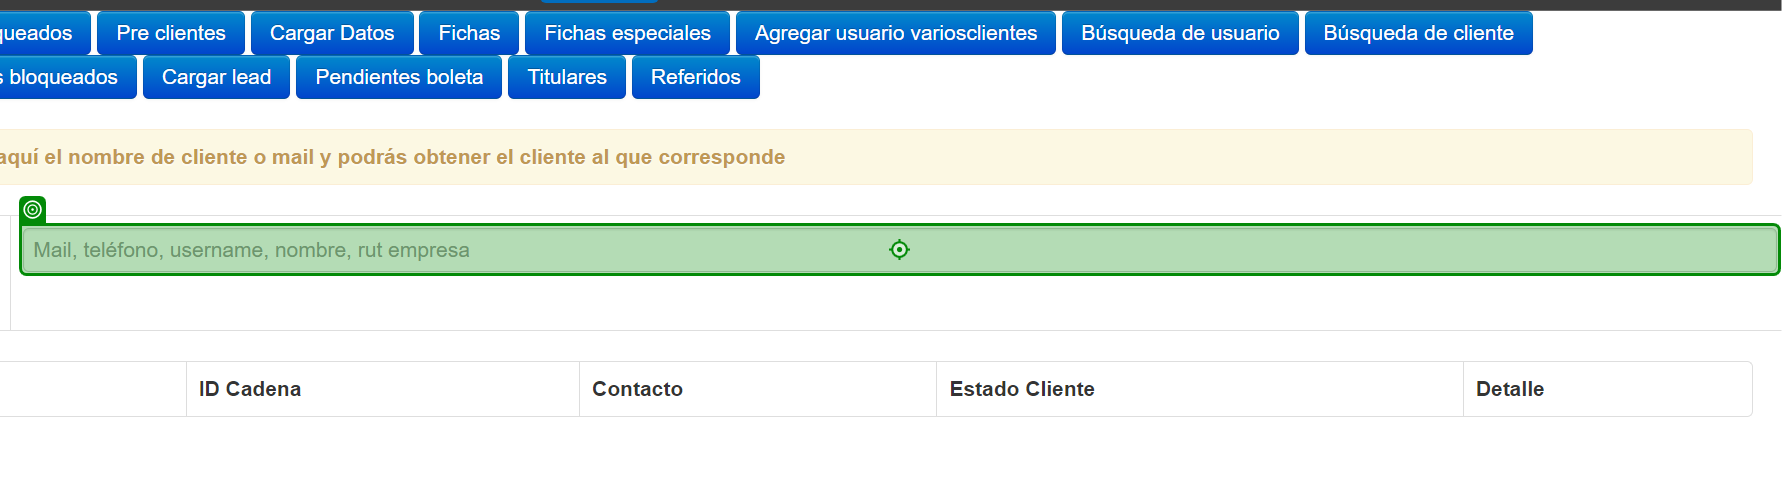 Pre clientes Cargar Datos Fichas Fichas especiales Agregar usuario variosclientes Búsqueda de usuario Búsqueda de cliente
bloqueados Cargar lead Pendientes boleta Titulares Referidos
aquí el nombre de cliente o mail y podrás obtener el cliente al que corresponde
Mail, teléfono, username, nombre, rut empresa
ID Cadena Contacto Estado Cliente Detalle